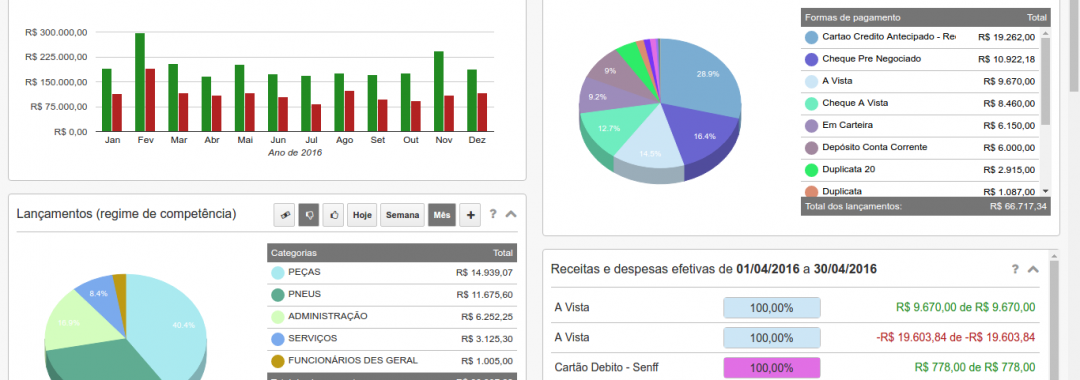 R$ 300.000,00
R$ 225.000,00
R$ 150.000,00
R$ 75.000,00
R$ 0,00
Jan Fev Mar Abr Mai Jun Jul Ago Set Out Nov Dez
Ano de 2016
28.9%
16.4%
14.5%
12.7%
9.2%
9%
Formas de pagamento Total
Cartao Credito Antecipado - Re R$ 19.262,00
Cheque Pre Negociado R$ 10.922,18
A Vista R$ 9.670,00
Cheque A Vista R$ 8.460,00
Em Carteira R$ 6.150,00
Depósito Conta Corrente R$ 6.000,00
Duplicata 20 R$ 2.915,00
Duplicata R$ 1.087,00
Total dos lançamentos: R$ 66.717,34
Lançamentos (regime de competência) Hoje Semana Mês + ?
40.4%
8.4%
Categorias Total
PEÇAS R$ 14.939,07
PNEUS R$ 11.675,60
ADMINISTRAÇÃO R$ 6.252,25
SERVIÇOS R$ 3.125,30
FUNCIONÁRIOS DES GERAL R$ 1.005,00
Receitas e despesas efetivas de 01/04/2016 a 30/04/2016 ?
A Vista 100,00% R$ 9.670,00 de R$ 9.670,00
A Vista 100,00% -R$ 19.603,84 de -R$ 19.603,84
Cartão Debito - Senff 100,00% R$ 778,00 de R$ 778,00